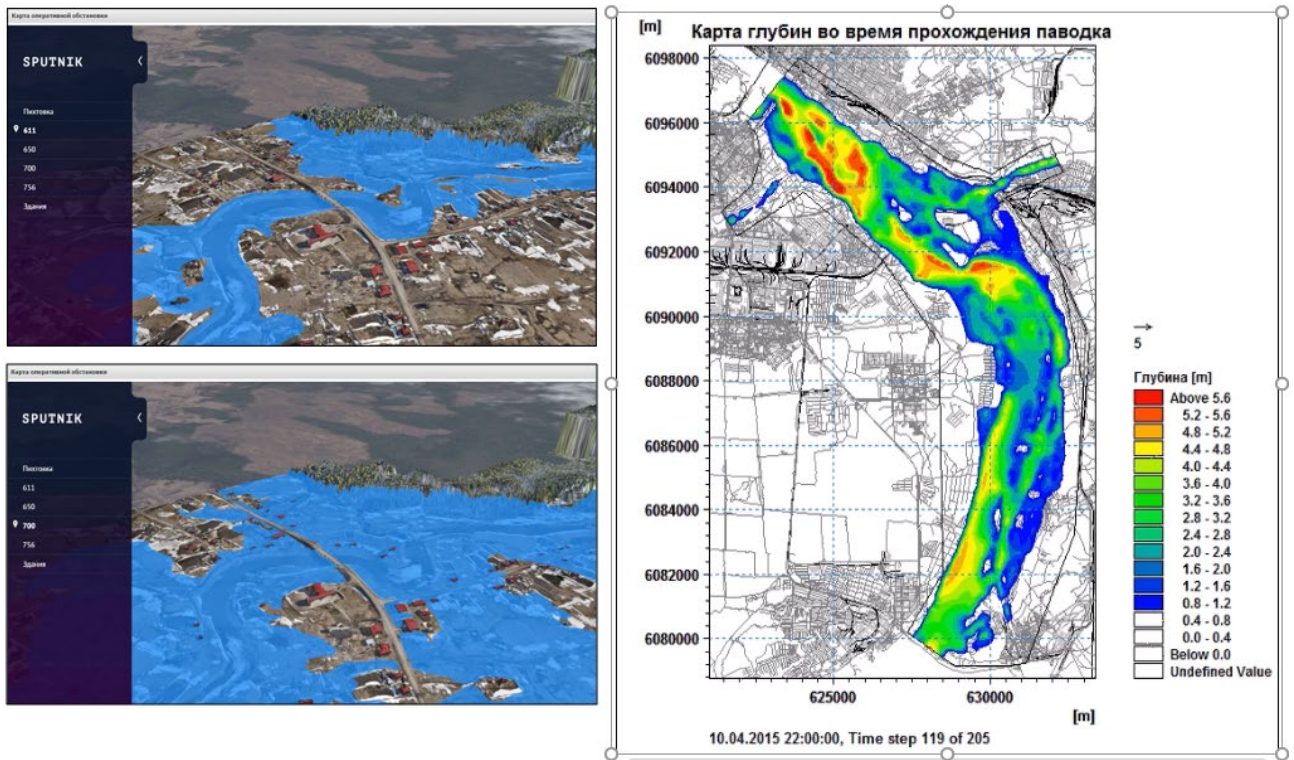 Карта оперативной обстановки
SPUTNIK
Пихтовка
611
650
700
756
Здания
Карта оперативной обстановки
SPUTNIK
Пихтовка
611
650
700
756
Здания
[m]
Карта глубин во время прохождения паводка
6098000
6096000
6094000
6092000
6090000
6088000
6086000
6084000
6082000
6080000
625000
630000
[m]
5
Глубина [m]
Above 5.6
5.2 - 5.6
4.8 - 5.2
4.4 - 4.8
4.0 - 4.4
3.6 - 4.0
3.2 - 3.6
2.8 - 3.2
2.4 - 2.8
2.0 - 2.4
1.6 - 2.0
1.2 - 1.6
0.8 - 1.2
0.4 - 0.8
0.0 - 0.4
Below 0.0
Undefined Value
10.04.2015 22:00:00, Time step 119 of 205